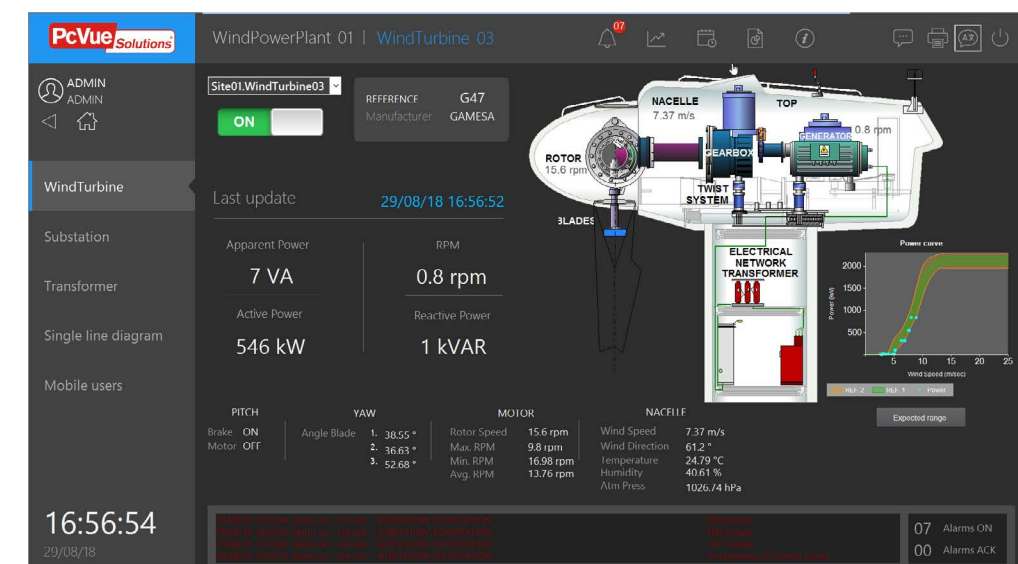 PcVue Solutions
WindPowerPlant 01 | WindTurbine 03
07
ADMIN
ADMIN
Site01.WindTurbine03
ON
REFERENCE G47
Manufacturer GAMESA
WindTurbine
Substation
Transformer
Single line diagram
Mobile users
Last update 29/08/18 16:56:52
Apparent Power RPM
7 VA 0.8 rpm
Active Power Reactive Power
546 kW 1 kVAR
NACELLE
7.37 m/s
TOP
GENERATOR
0.8 rpm
GEARBOX
ROTOR
15.6 rpm
TWIST
SYSTEM
BLADES
ELECTRICAL
NETWORK
TRANSFORMER
Power curve
Power (kW)
2000
1500
1000
500
5 10 15 20 25
Wind Speed (m/sec)
REF. 2 REF. 1 Power
Expected range
PITCH YAW MOTOR NACELLE
Brake ON
Motor OFF
Angle Blade 1. 38.55 °
2. 36.63 °
3. 52.68 °
Rotor Speed 15.6 rpm
Max. RPM 9.8 rpm
Min. RPM 16.98 rpm
Avg. RPM 13.76 rpm
Wind Speed 7.37 m/s
Wind Direction 61.2 °
Temperature 24.79 °C
Humidity 40.61 %
Atm Press 1026.74 hPa
16:56:54
29/08/18
07 Alarms ON
00 Alarms ACK